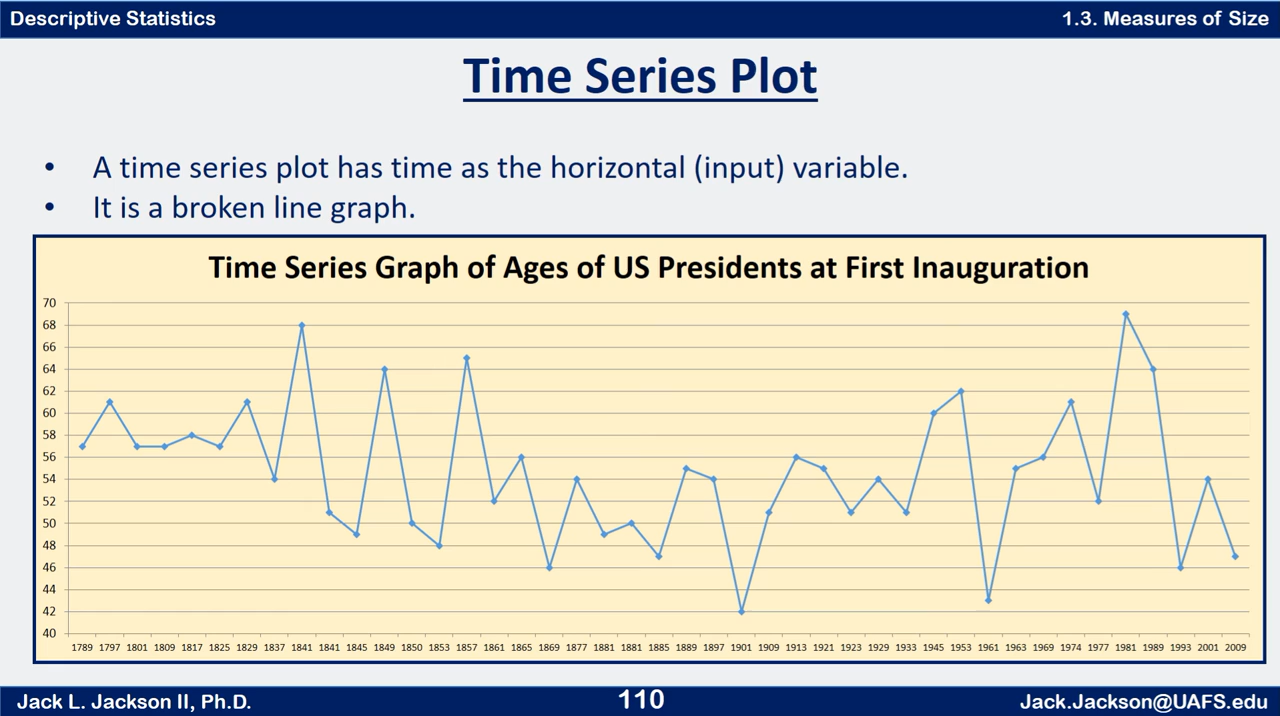 Descriptive Statistics
1.3. Measures of Size
Time Series Plot
• A time series plot has time as the horizontal (input) variable.
• It is a broken line graph.
Time Series Graph of Ages of US Presidents at First Inauguration
70
68
66
64
62
60
58
56
54
52
50
48
46
44
42
40
1789 1797 1801 1809 1817 1825 1829 1837 1841 1841 1845 1849 1850 1853 1857 1861 1865 1869 1877 1881 1881 1885 1889 1897 1901 1909 1913 1921 1923 1929 1933 1945 1953 1961 1963 1969 1974 1977 1981 1989 1993 2001 2009
Jack L. Jackson II, Ph.D.
110
Jack.Jackson@UAFS.edu